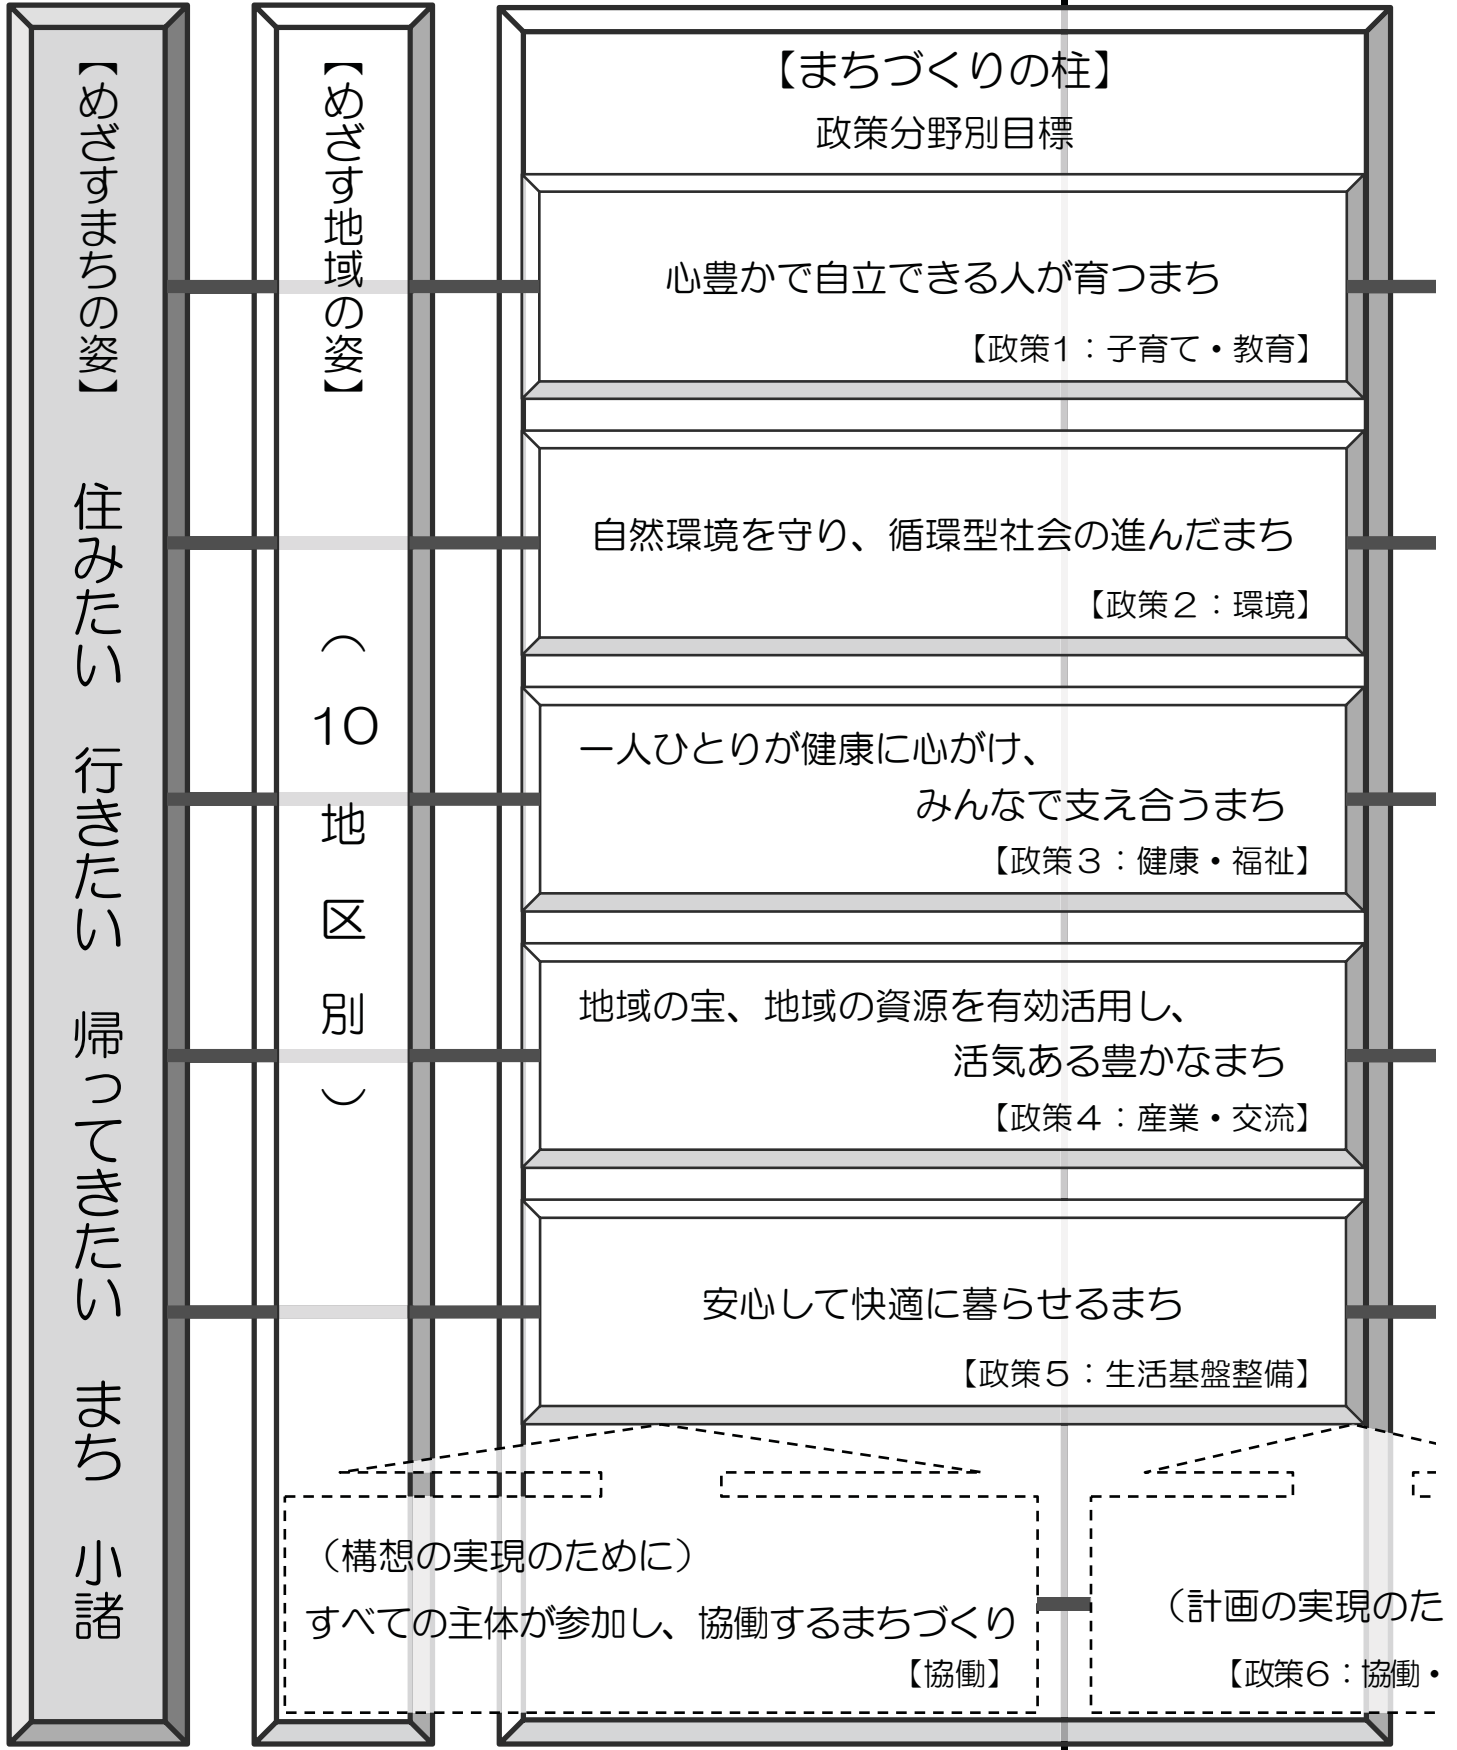 【めざすまちの姿】 住みたい 行きたい 帰ってきたい まち 小諸
【めざす地域の姿】 （10地区別）
【まちづくりの柱】
政策分野別目標
心豊かで自立できる人が育つまち
【政策1：子育て・教育】
自然環境を守り、循環型社会の進んだまち
【政策２：環境】
一人ひとりが健康に心がけ、
みんなで支え合うまち
【政策３：健康・福祉】
地域の宝、地域の資源を有効活用し、
活気ある豊かなまち
【政策４：産業・交流】
安心して快適に暮らせるまち
【政策５：生活基盤整備】
（構想の実現のために）
すべての主体が参加し、協働するまちづくり
【協働】
（計画の実現のた
【政策６：協働・